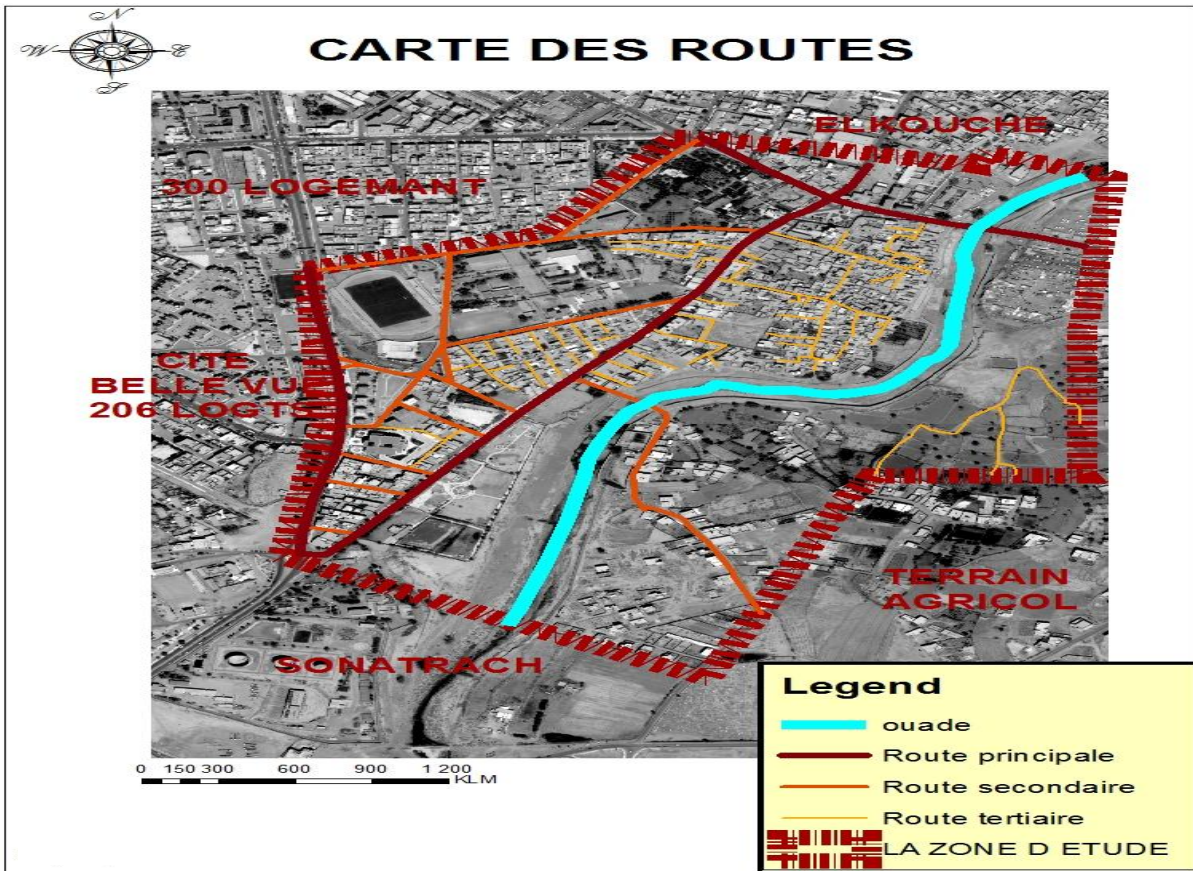 N
W
E
S
CARTE DES ROUTES
ELKOUCHE
300 LOGEMANT
CITE
BELLE VUE
206 LOGTS
TERRAIN
AGRICOL
SONATRACH
0 150 300 600 900 1 200
KLM
Legend
ouade
Route principale
Route secondaire
Route tertiaire
LA ZONE D ETUDE